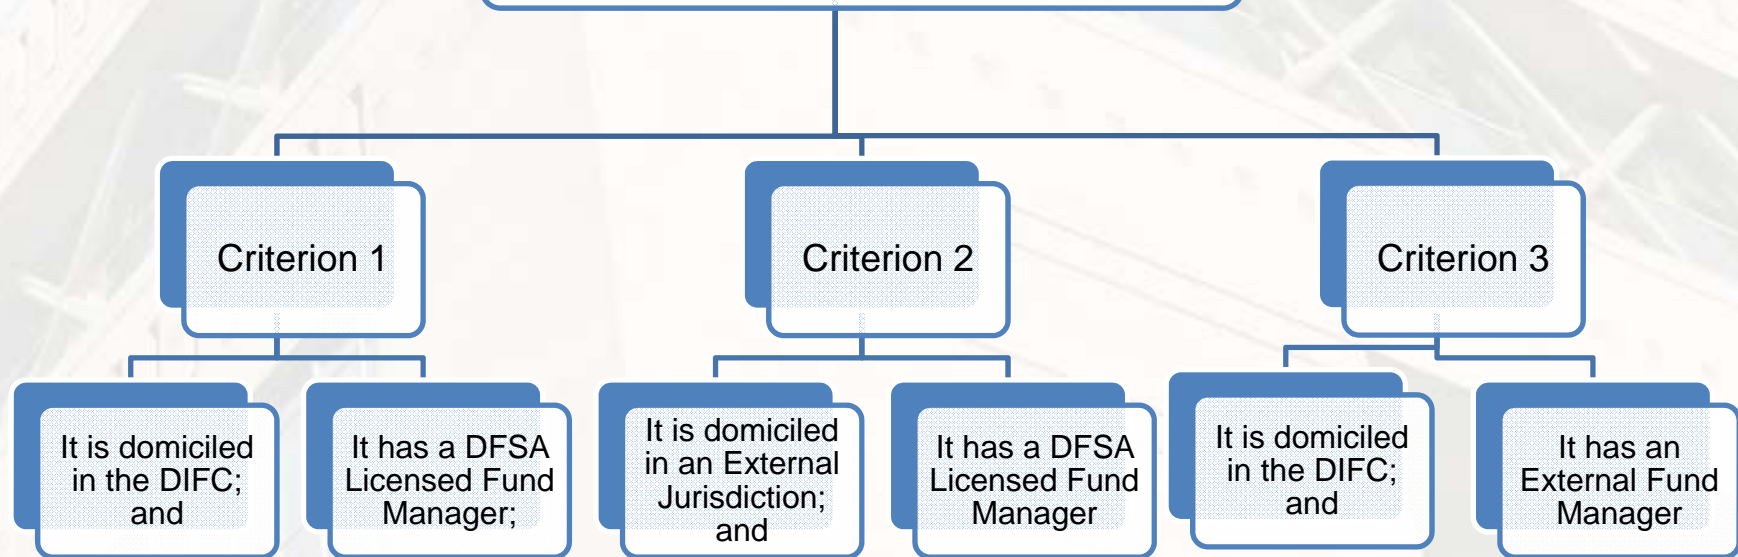 Criterion 1
Criterion 2
Criterion 3
It is domiciled
in the DIFC;
and
It has a DFSA
Licensed Fund
Manager;
It is domiciled
in an External
Jurisdiction;
and
It has a DFSA
Licensed Fund
Manager
It is domiciled
in the DIFC;
and
It has an
External Fund
Manager